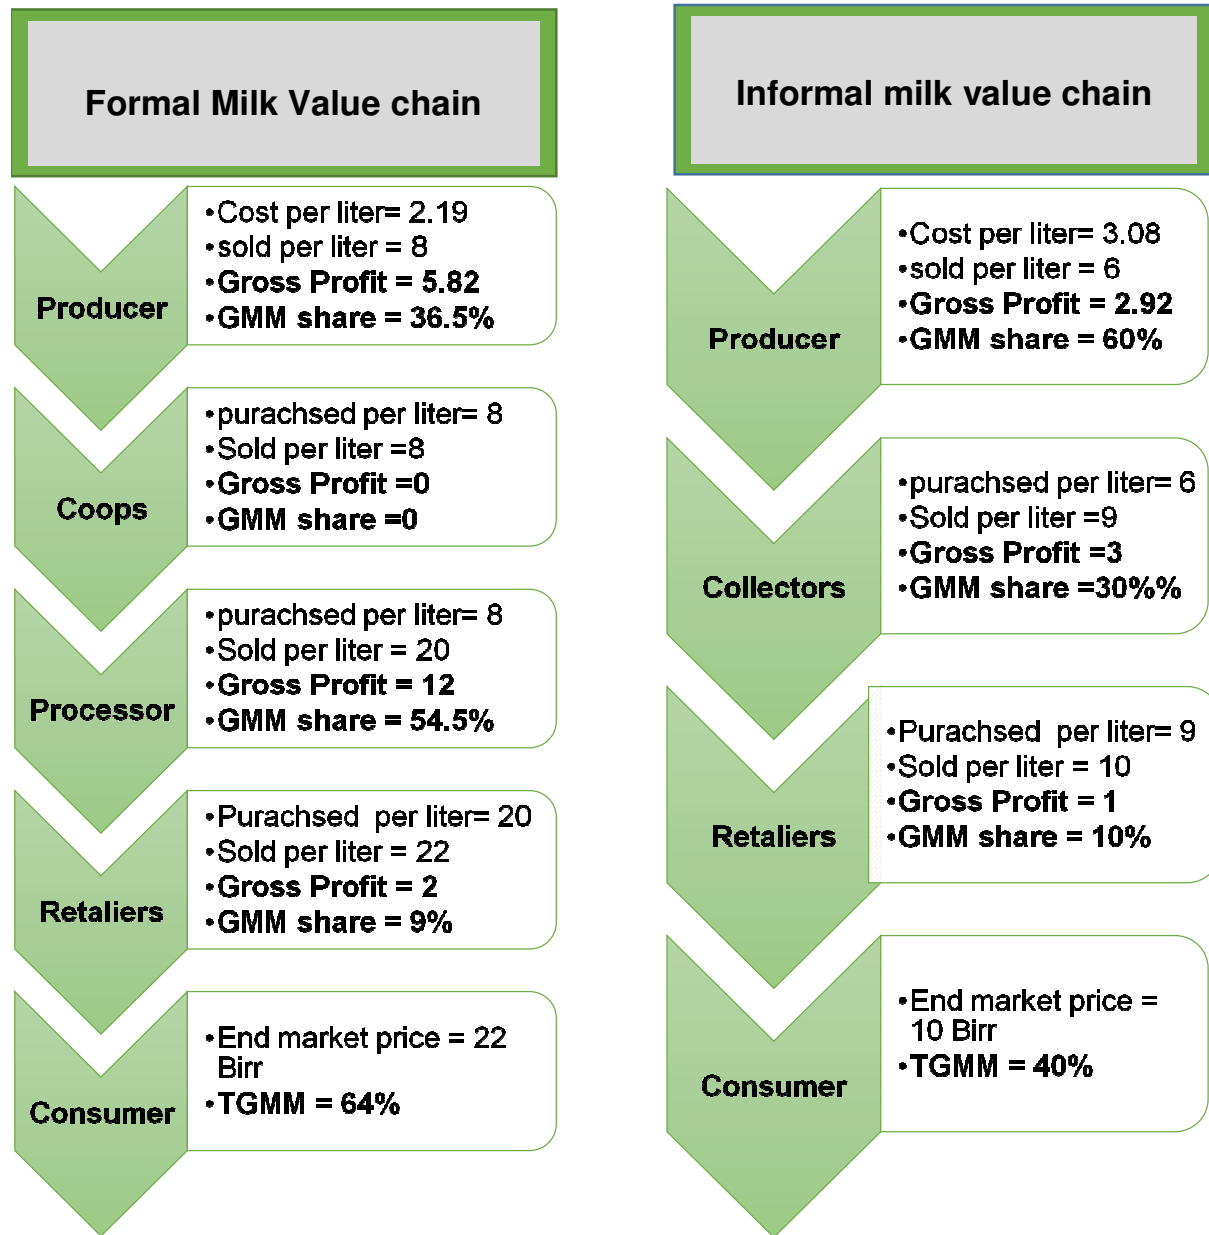 Formal Milk Value chain
Producer
•Cost per liter= 2.19
•sold per liter = 8
•Gross Profit = 5.82
•GMM share = 36.5%
Coops
•purachsed per liter= 8
•Sold per liter =8
•Gross Profit =0
•GMM share =0
Processor
•purachsed per liter= 8
•Sold per liter = 20
•Gross Profit = 12
•GMM share = 54.5%
Retaliers
•Purachsed  per liter= 20
•Sold per liter = 22
•Gross Profit = 2
•GMM share = 9%
Consumer
•End market price = 22
Birr
•TGMM = 64%
Informal milk value chain
Producer
•Cost per liter= 3.08
•sold per liter = 6
•Gross Profit = 2.92
•GMM share = 60%
Collectors
•purachsed per liter= 6
•Sold per liter =9
•Gross Profit =3
•GMM share =30%%
Retaliers
•Purachsed  per liter= 9
•Sold per liter = 10
•Gross Profit = 1
•GMM share = 10%
Consumer
•End market price =
10 Birr
•TGMM = 40%